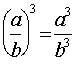 (a/b)³ = a³/b³